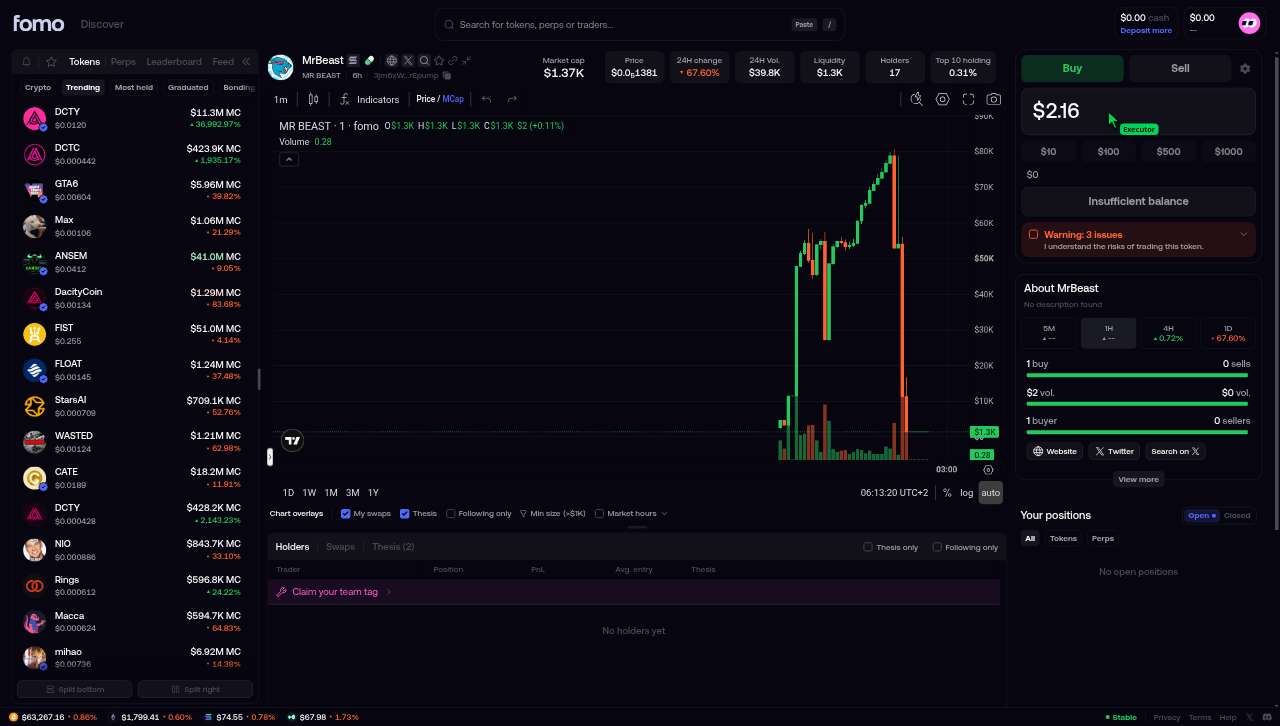 fomo
Discover
Search for tokens, perps or traders...
Paste
/
$0.00 cash
Deposit more
$0.00
—
Tokens Perps Leaderboard Feed
Crypto Trending Most held Graduated Bonding
DCTY $11.3M MC
$0.0120 36,992.97%
DCTC $423.9K MC
$0.000442 1,935.17%
GTA6 $5.96M MC
$0.00604 39.82%
Max $1.06M MC
$0.00106 21.29%
ANSEM $41.0M MC
$0.0412 9.05%
DacityCoin $1.29M MC
$0.00134 83.68%
FIST $51.0M MC
$0.255 4.14%
FLOAT $1.24M MC
$0.00145 37.48%
StarsAI $709.1K MC
$0.000709 52.76%
WASTED $1.21M MC
$0.00124 62.98%
CATE $18.2M MC
$0.0189 11.91%
DCTY $428.2K MC
$0.000428 2,143.23%
NIO $843.7K MC
$0.000886 33.10%
Rings $596.8K MC
$0.000612 24.22%
Macca $594.7K MC
$0.000624 64.83%
mihao $6.92M MC
$0.00736 14.38%
Split bottom Split right
MrBeast
MR BEAST 6h 3jm6xW...rEpump
Market cap
$1.37K
Price
$0.0₅1381
24H change
67.60%
24H Vol.
$39.8K
Liquidity
$1.3K
Holders
17
Top 10 holding
0.31%
1m Indicators Price / MCap
MR BEAST · 1 · fomo O$1.3K H$1.3K L$1.3K C$1.3K $2 (+0.11%)
Volume 0.28
$90K
$80K
$70K
$60K
$50K
$40K
$30K
$20K
$10K
$1.3K
$0
0.28
03:00
1D 1W 1M 3M 1Y
06:13:20 UTC+2 % log auto
Chart overlays My swaps Thesis Following only Min size (>$1K) Market hours
Holders Swaps Thesis (2)
Thesis only Following only
Trader Position PnL Avg. entry Thesis
Claim your team tag
No holders yet
Buy Sell
$2.16
Executor
$10 $100 $500 $1000
$0
Insufficient balance
Warning: 3 issues
I understand the risks of trading this token.
About MrBeast
No description found
5M 1H 4H 1D
-- -- 0.72% 67.60%
1 buy 0 sells
$2 vol. $0 vol.
1 buyer 0 sellers
Website Twitter Search on X
View more
Your positions
Open Closed
All Tokens Perps
No open positions
$63,267.16 0.86% $1,799.41 0.60% $74.55 0.78% $67.98 1.73%
Stable Privacy Terms Help